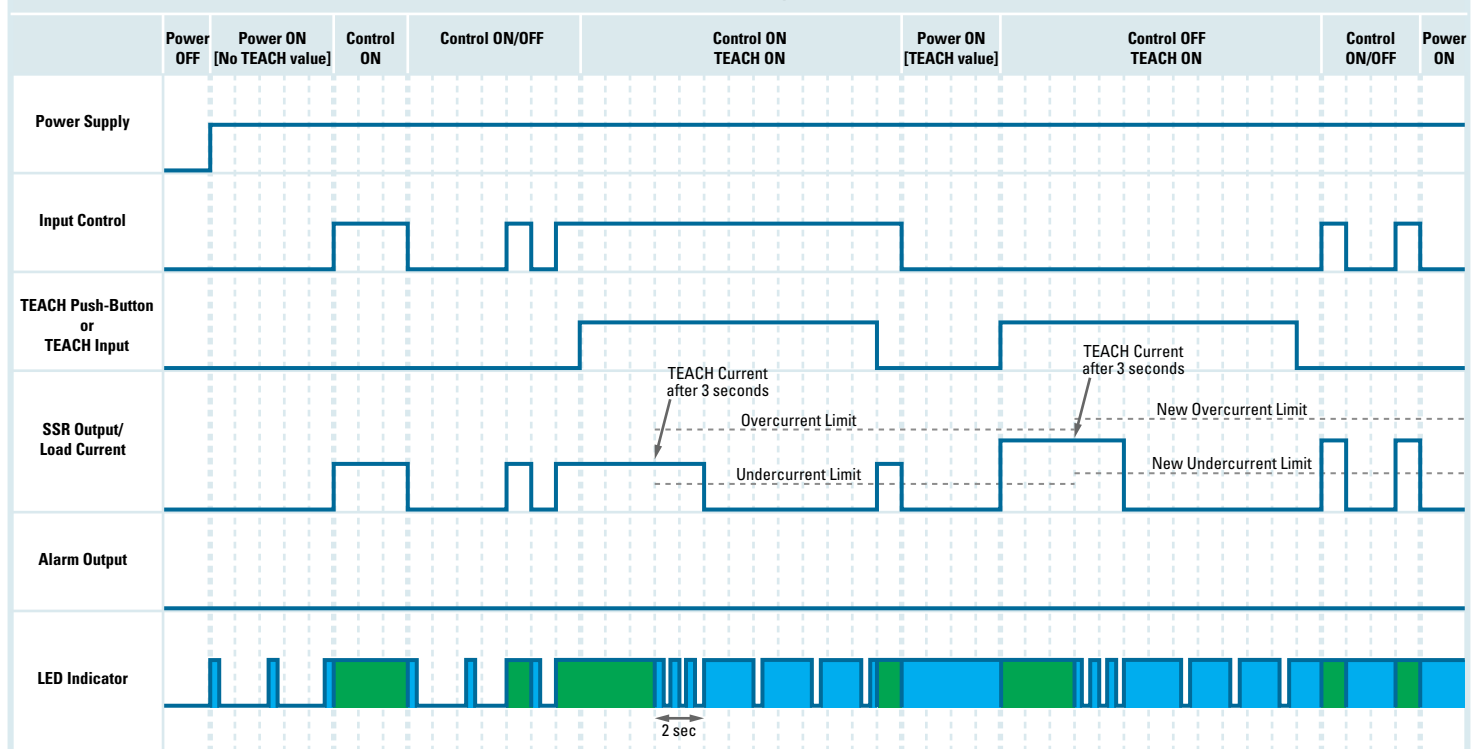 Power
OFF
Power ON
[No TEACH value]
Control
ON
Control ON/OFF
Control ON
TEACH ON
Power ON
[TEACH value]
Control OFF
TEACH ON
Control
ON/OFF
Power
ON
Power Supply
Input Control
TEACH Push-Button
or
TEACH Input
TEACH Current
after 3 seconds
TEACH Current
after 3 seconds
SSR Output/
Load Current
Overcurrent Limit
New Overcurrent Limit
Undercurrent Limit
New Undercurrent Limit
Alarm Output
LED Indicator
2 sec